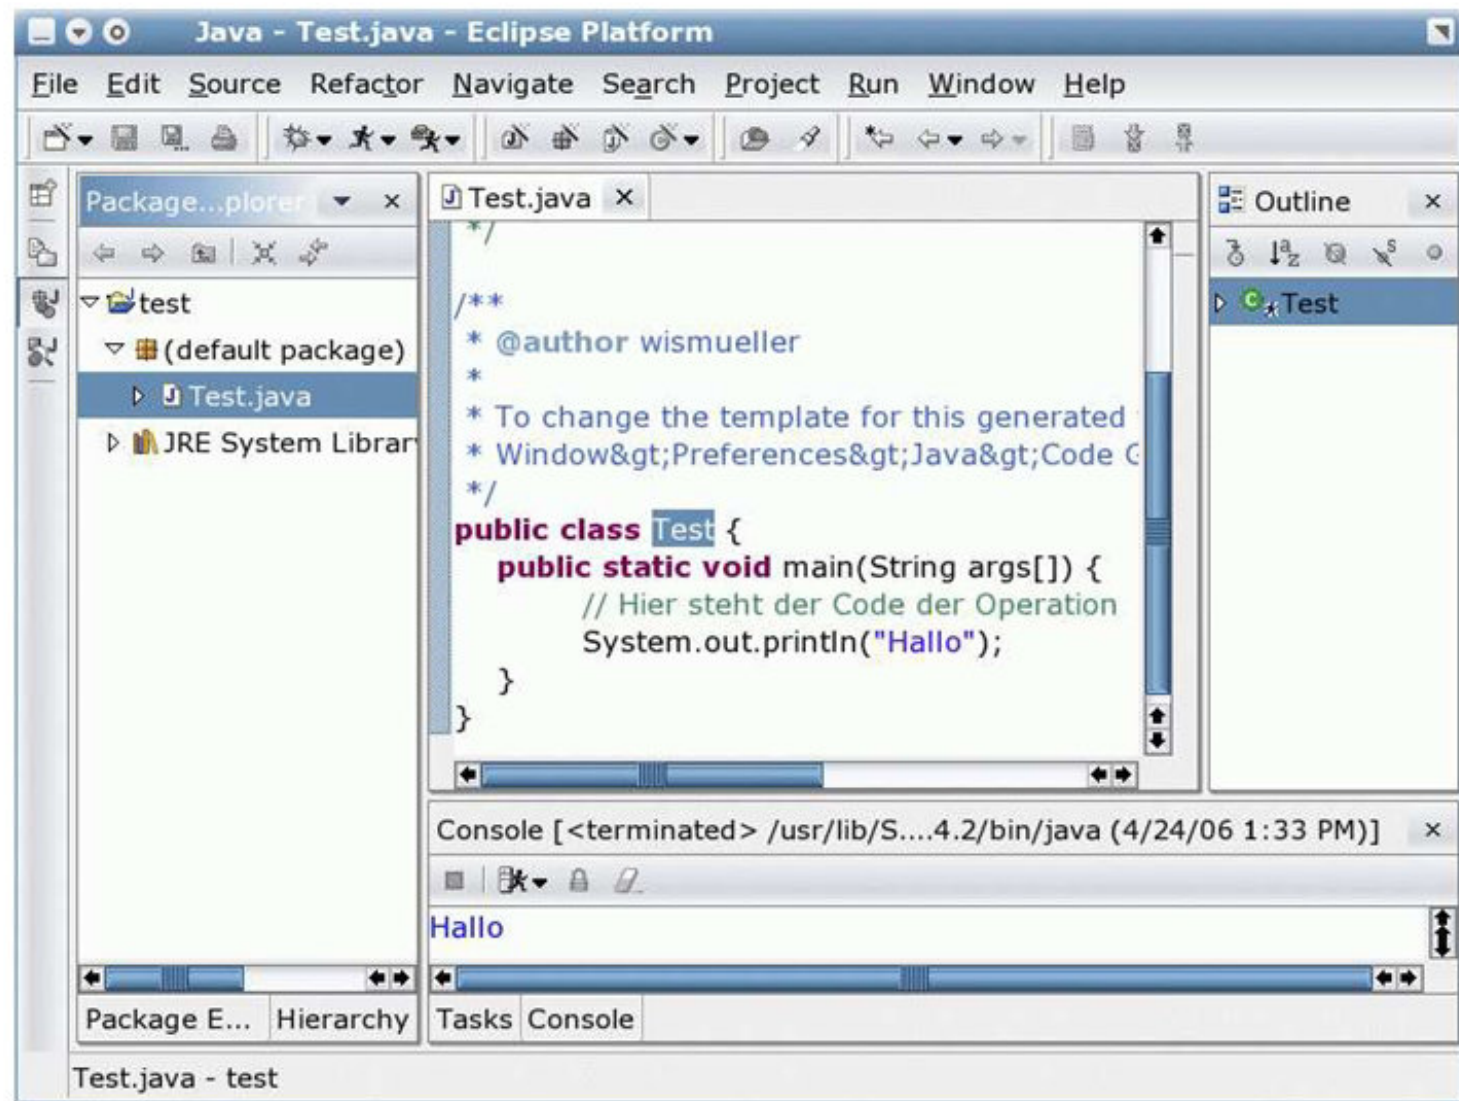 Java - Test.java - Eclipse Platform
File Edit Source Refactor Navigate Search Project Run Window Help
Package...plorer
test
(default package)
Test.java
JRE System Librar
Test.java
*/
/**
* @author wismueller
*
* To change the template for this generated
* Window&gt;Preferences&gt;Java&gt;Code G
*/
public class Test {
public static void main(String args[]) {
// Hier steht der Code der Operation
System.out.println("Hallo");
}
}
Outline
Test
Console [<terminated> /usr/lib/S....4.2/bin/java (4/24/06 1:33 PM)]
Hallo
Package E... Hierarchy
Tasks Console
Test.java - test